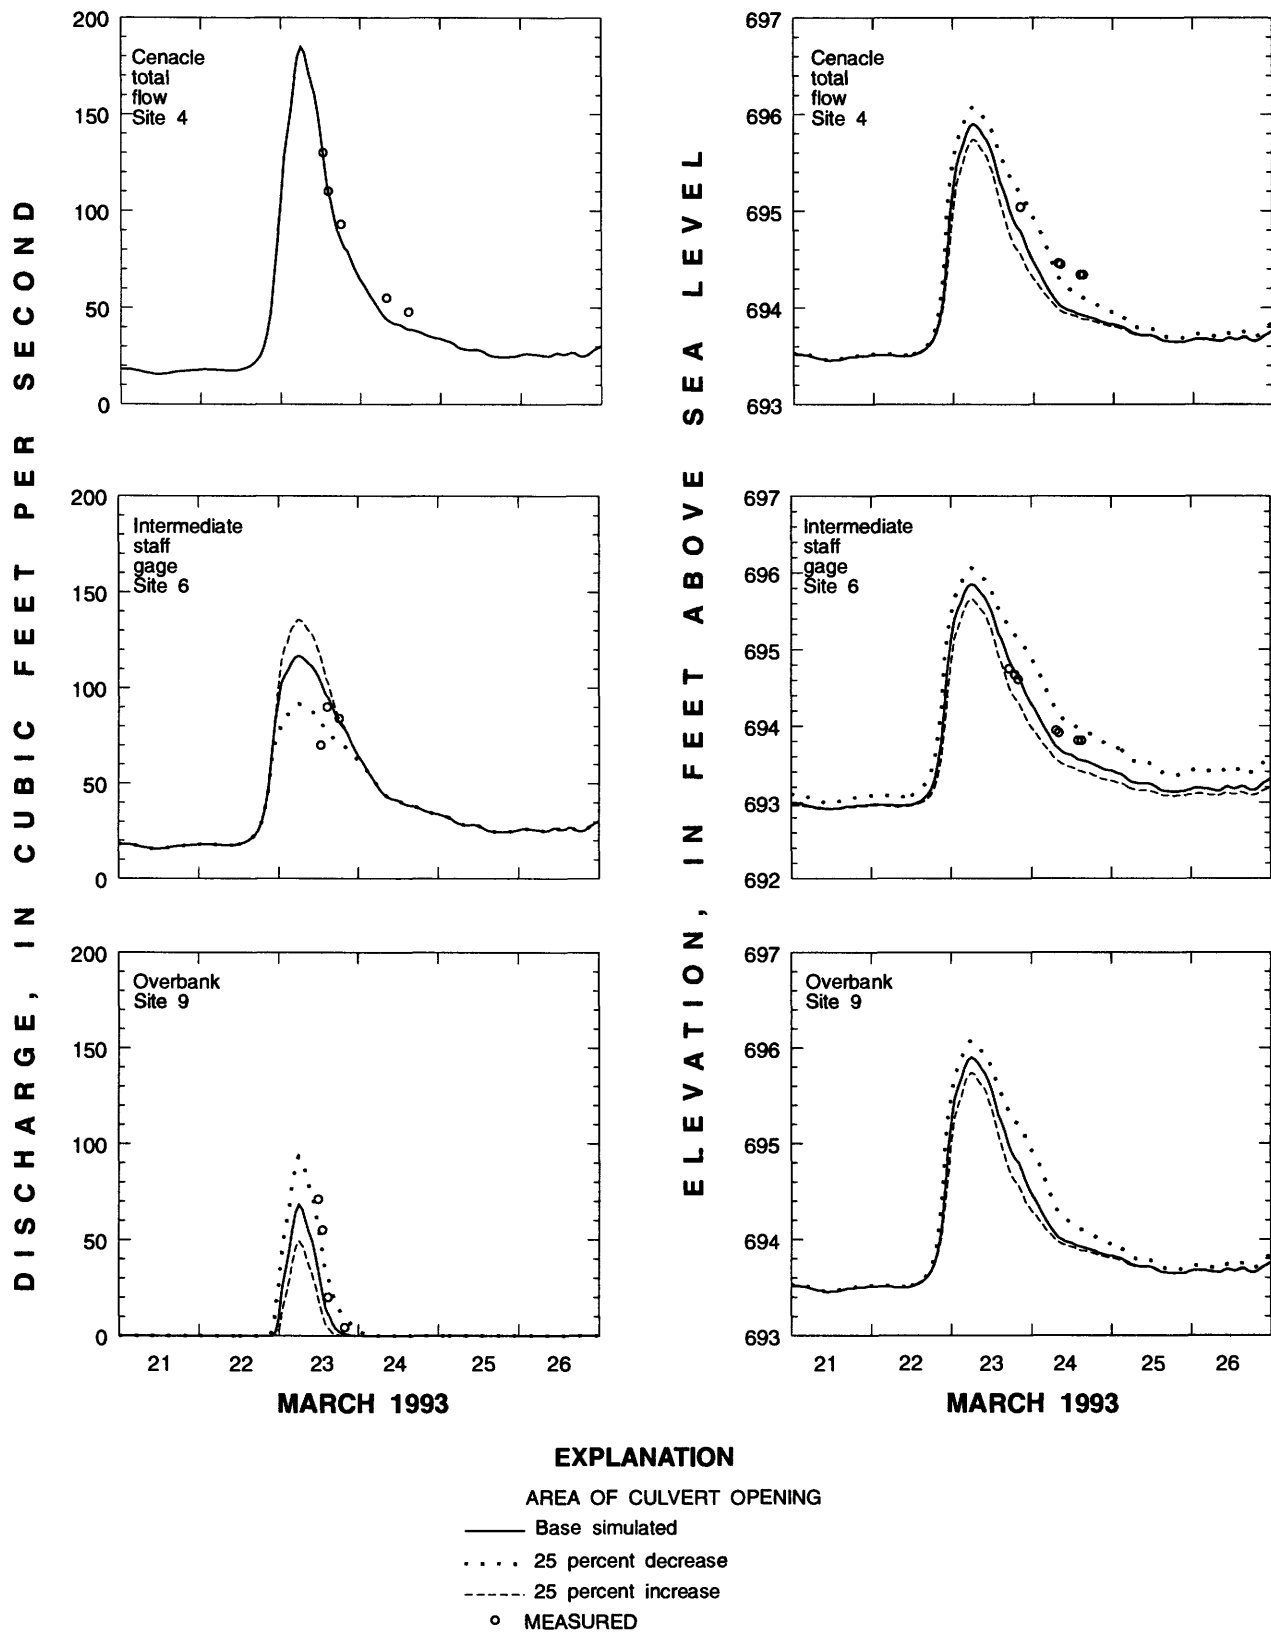 DISCHARGE, IN CUBIC FEET PER SECOND
200
150
100
50
0
Cenacle
total
flow
Site 4
200
150
100
50
0
Intermediate
staff
gage
Site 6
200
150
100
50
0
Overbank
Site 9
21 22 23 24 25 26
MARCH 1993
ELEVATION, IN FEET ABOVE SEA LEVEL
697
696
695
694
693
Cenacle
total
flow
Site 4
697
696
695
694
693
692
Intermediate
staff
gage
Site 6
697
696
695
694
693
Overbank
Site 9
21 22 23 24 25 26
MARCH 1993
EXPLANATION
AREA OF CULVERT OPENING
Base simulated
25 percent decrease
25 percent increase
MEASURED